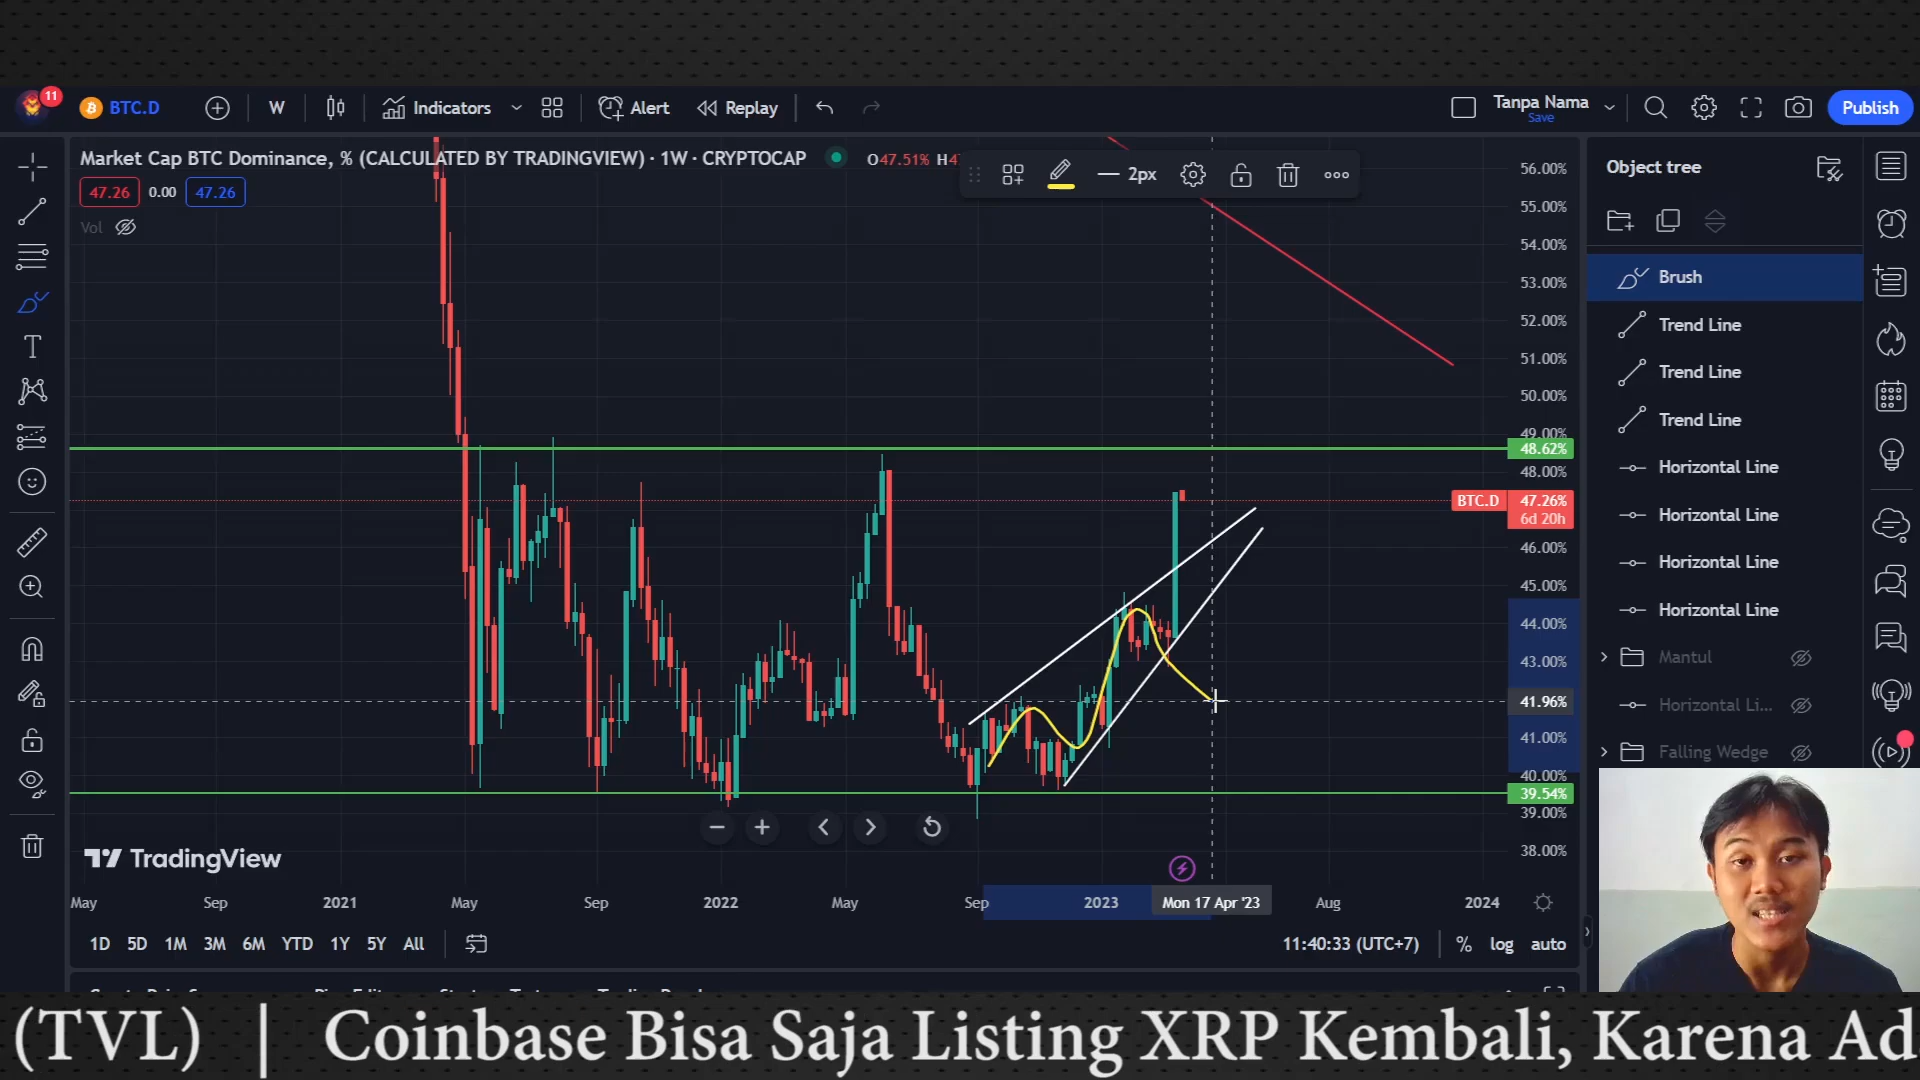 11
BTC.D
W
Indicators
Alert
Replay
Tanpa Nama
Save
Publish
Market Cap BTC Dominance, % (CALCULATED BY TRADINGVIEW) · 1W · CRYPTOCAP
O47.51% H4
47.26 0.00 47.26
Vol
2px
Object tree
Brush
Trend Line
Trend Line
Trend Line
Horizontal Line
Horizontal Line
Horizontal Line
Horizontal Line
Mantul
Horizontal Li...
Falling Wedge
56.00%
55.00%
54.00%
53.00%
52.00%
51.00%
50.00%
49.00%
48.62%
48.00%
BTC.D 47.26%
6d 20h
46.00%
45.00%
44.00%
43.00%
41.96%
41.00%
40.00%
39.54%
39.00%
38.00%
TradingView
May Sep 2021 May Sep 2022 May Sep 2023 Mon 17 Apr '23 Aug 2024
1D 5D 1M 3M 6M YTD 1Y 5Y All
11:40:33 (UTC+7) % log auto
(TVL) | Coinbase Bisa Saja Listing XRP Kembali, Karena Ad